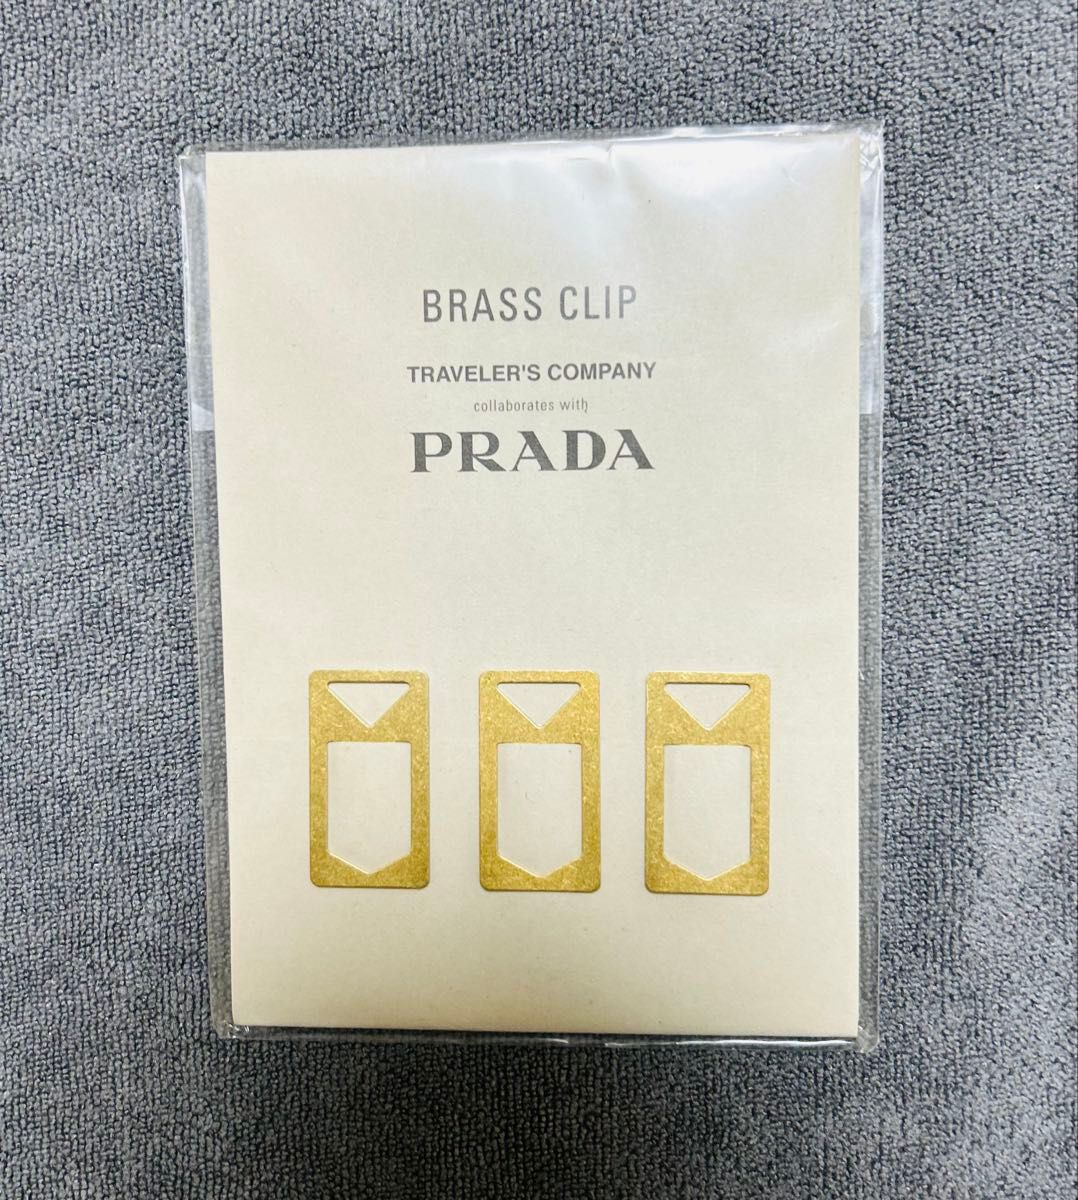 BRASS CLIP
TRAVELER'S COMPANY
collaborates with
PRADA